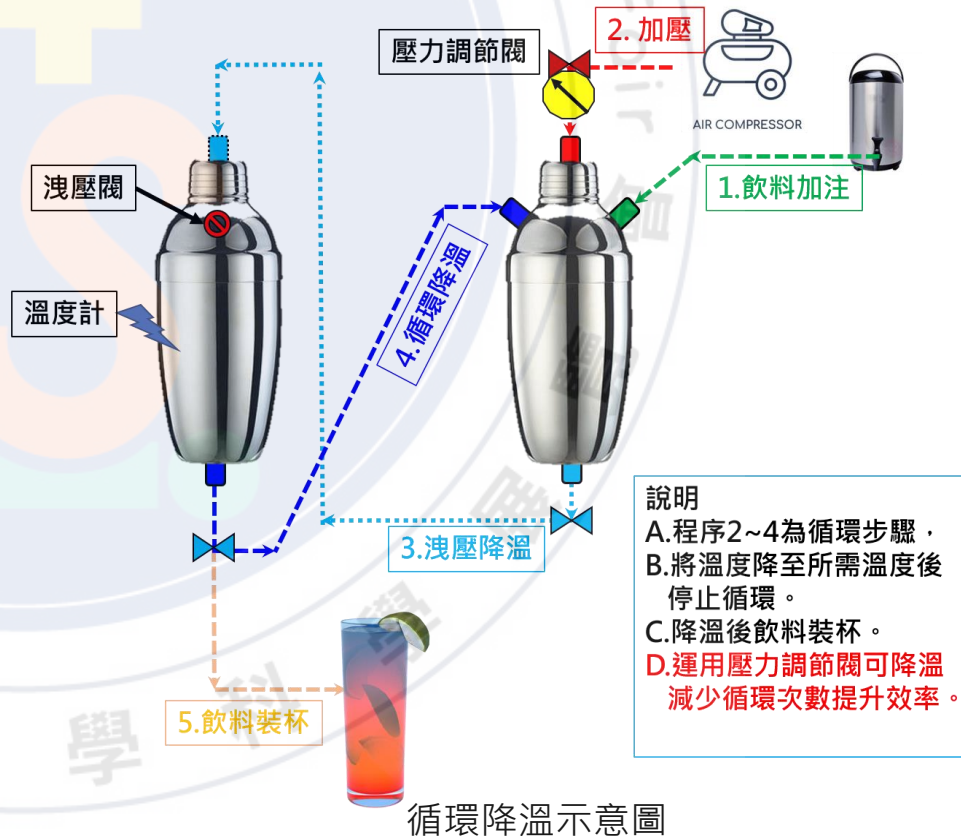 2. 加壓
壓力調節閥
AIR COMPRESSOR
1.飲料加注
洩壓閥
溫度計
4.循環降溫
3.洩壓降溫
5.飲料裝杯
說明
A.程序2~4為循環步驟，
B.將溫度降至所需溫度後
停止循環。
C.降溫後飲料裝杯。
D.運用壓力調節閥可降溫
減少循環次數提升效率。
循環降溫示意圖
學 科 學 展